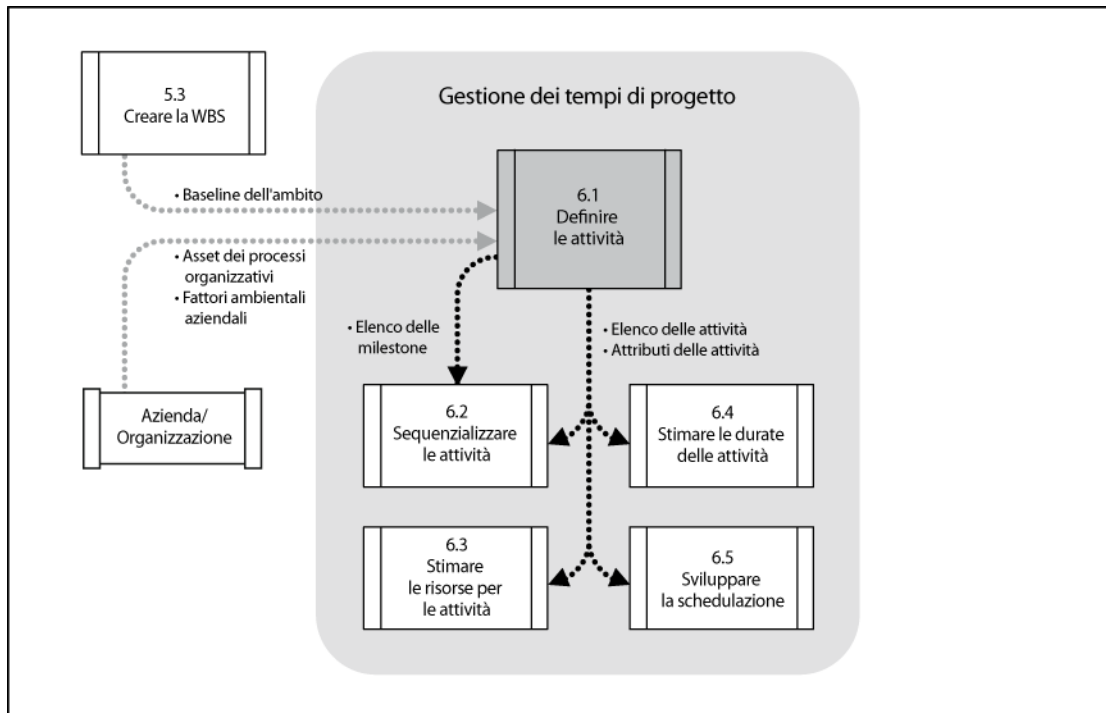 5.3
Creare la WBS
Gestione dei tempi di progetto
6.1
Definire
le attività
• Baseline dell'ambito
• Asset dei processi
organizzativi
• Fattori ambientali
aziendali
• Elenco delle
milestone
• Elenco delle attività
• Attributi delle attività
Azienda/
Organizzazione
6.2
Sequenzializzare
le attività
6.4
Stimare le durate
delle attività
6.3
Stimare
le risorse per
le attività
6.5
Sviluppare
la schedulazione